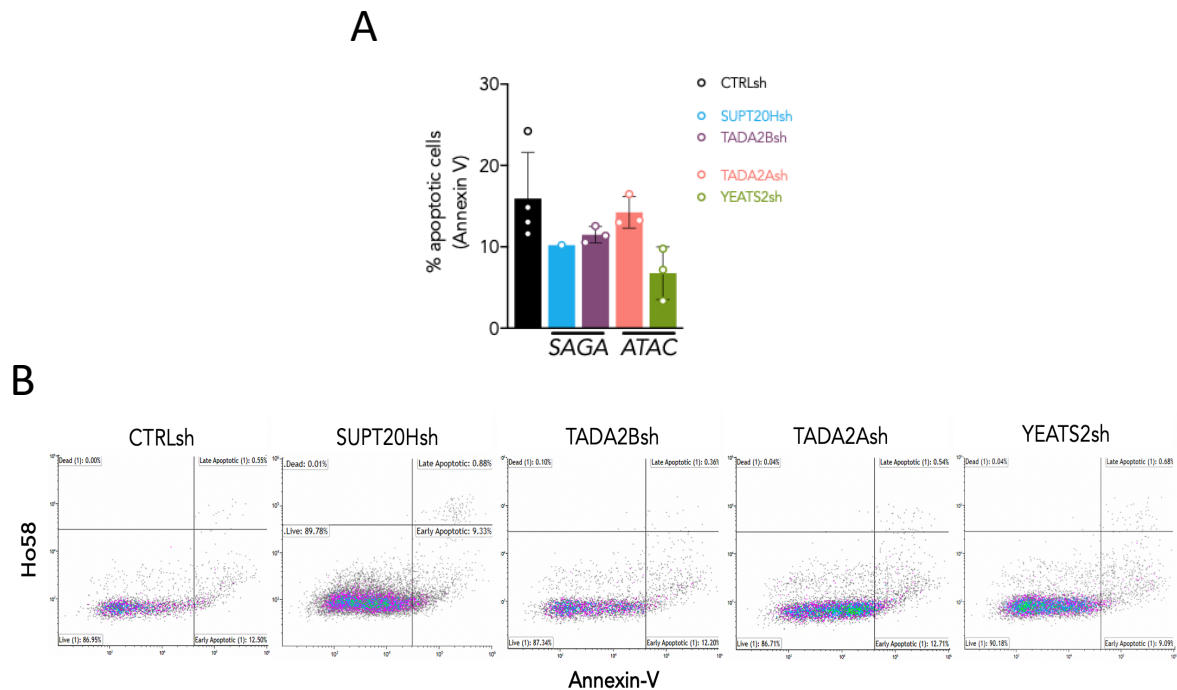 A
30
20
10
0
% apoptotic cells
(Annexin V)
SAGA ATAC
CTRLsh
SUPT20Hsh
TADA2Bsh
TADA2Ash
YEATS2sh
B
CTRLsh SUPT20Hsh TADA2Bsh TADA2Ash YEATS2sh
Ho58
Dead (1): 0.00% Late Apoptotic (1): 0.55%
Live (1): 86.95% Early Apoptotic (1): 12.50%
Dead: 0.01% Late Apoptotic: 0.88%
Live: 89.78% Early Apoptotic: 9.33%
Dead (1): 0.10% Late Apoptotic (1): 0.36%
Live (1): 87.34% Early Apoptotic (1): 12.20%
Dead (1): 0.04% Late Apoptotic (1): 0.54%
Live (1): 86.71% Early Apoptotic (1): 12.71%
Dead (1): 0.04% Late Apoptotic (1): 0.68%
Live (1): 90.18% Early Apoptotic (1): 9.09%
Annexin-V